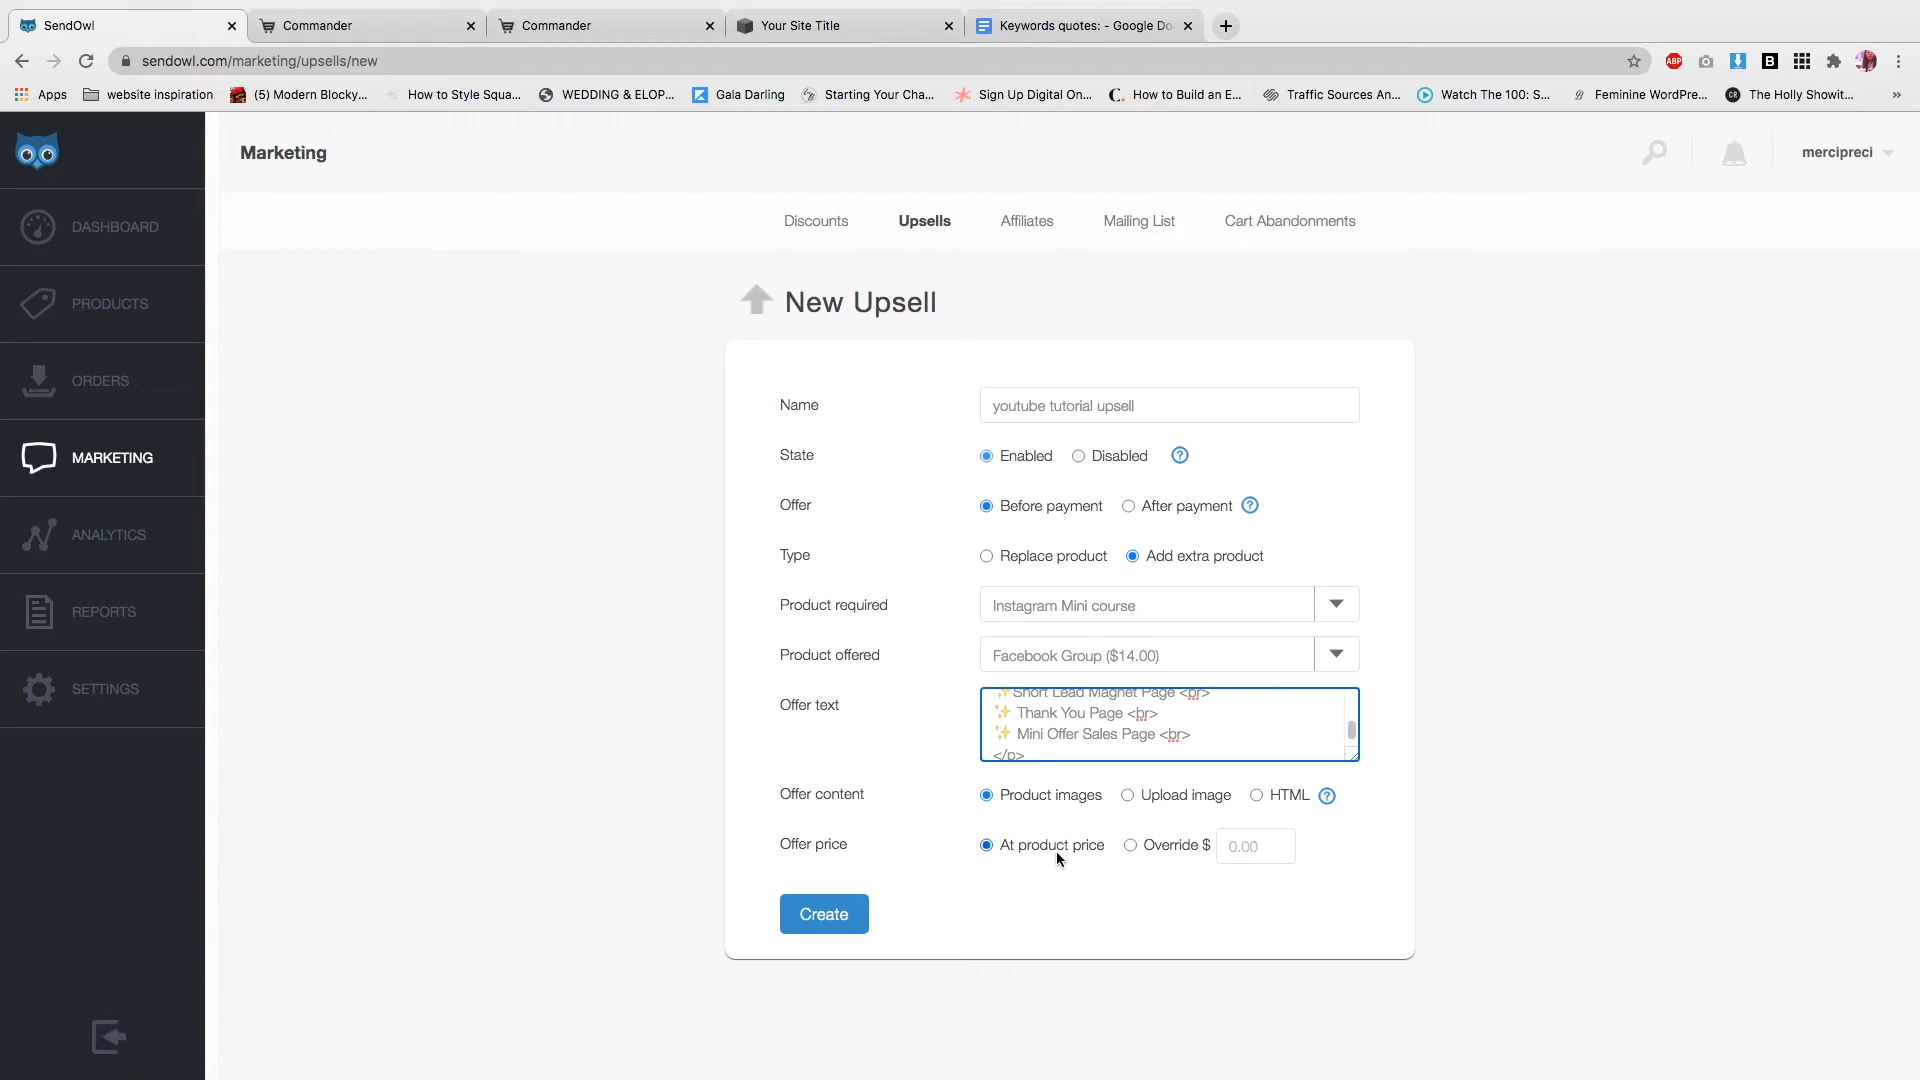 SendOwl
Commander
Commander
Your Site Title
Keywords quotes: - Google Do
sendowl.com/marketing/upsells/new
ABP
B
Apps
website inspiration
(5) Modern Blocky...
How to Style Squa...
WEDDING & ELOP...
Gala Darling
Starting Your Cha...
Sign Up Digital On...
How to Build an E...
Traffic Sources An...
Watch The 100: S...
Feminine WordPre...
CR
The Holly Showit...
»
Marketing
mercipreci
DASHBOARD
PRODUCTS
ORDERS
MARKETING
ANALYTICS
REPORTS
SETTINGS
Discounts
Upsells
Affiliates
Mailing List
Cart Abandonments
New Upsell
Name
youtube tutorial upsell
State
Enabled
Disabled
?
Offer
Before payment
After payment
?
Type
Replace product
Add extra product
Product required
Instagram Mini course
Product offered
Facebook Group ($14.00)
Offer text
✨Short Lead Magnet Page <br>
✨ Thank You Page <br>
✨ Mini Offer Sales Page <br>
</p>
Offer content
Product images
Upload image
HTML
?
Offer price
At product price
Override $
0.00
Create